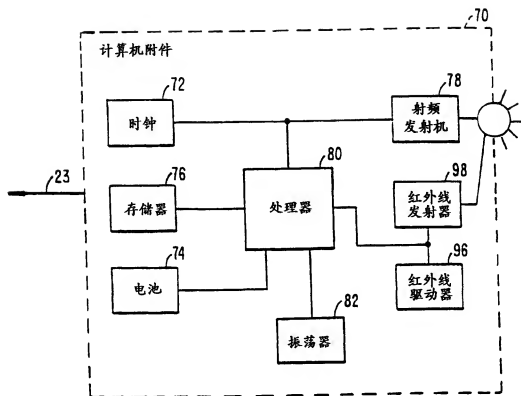 70
计算机附件
72
时钟
78
射频
发射机
80
处理器
23
76
存储器
98
红外线
发射器
74
电池
96
红外线
驱动器
82
振荡器